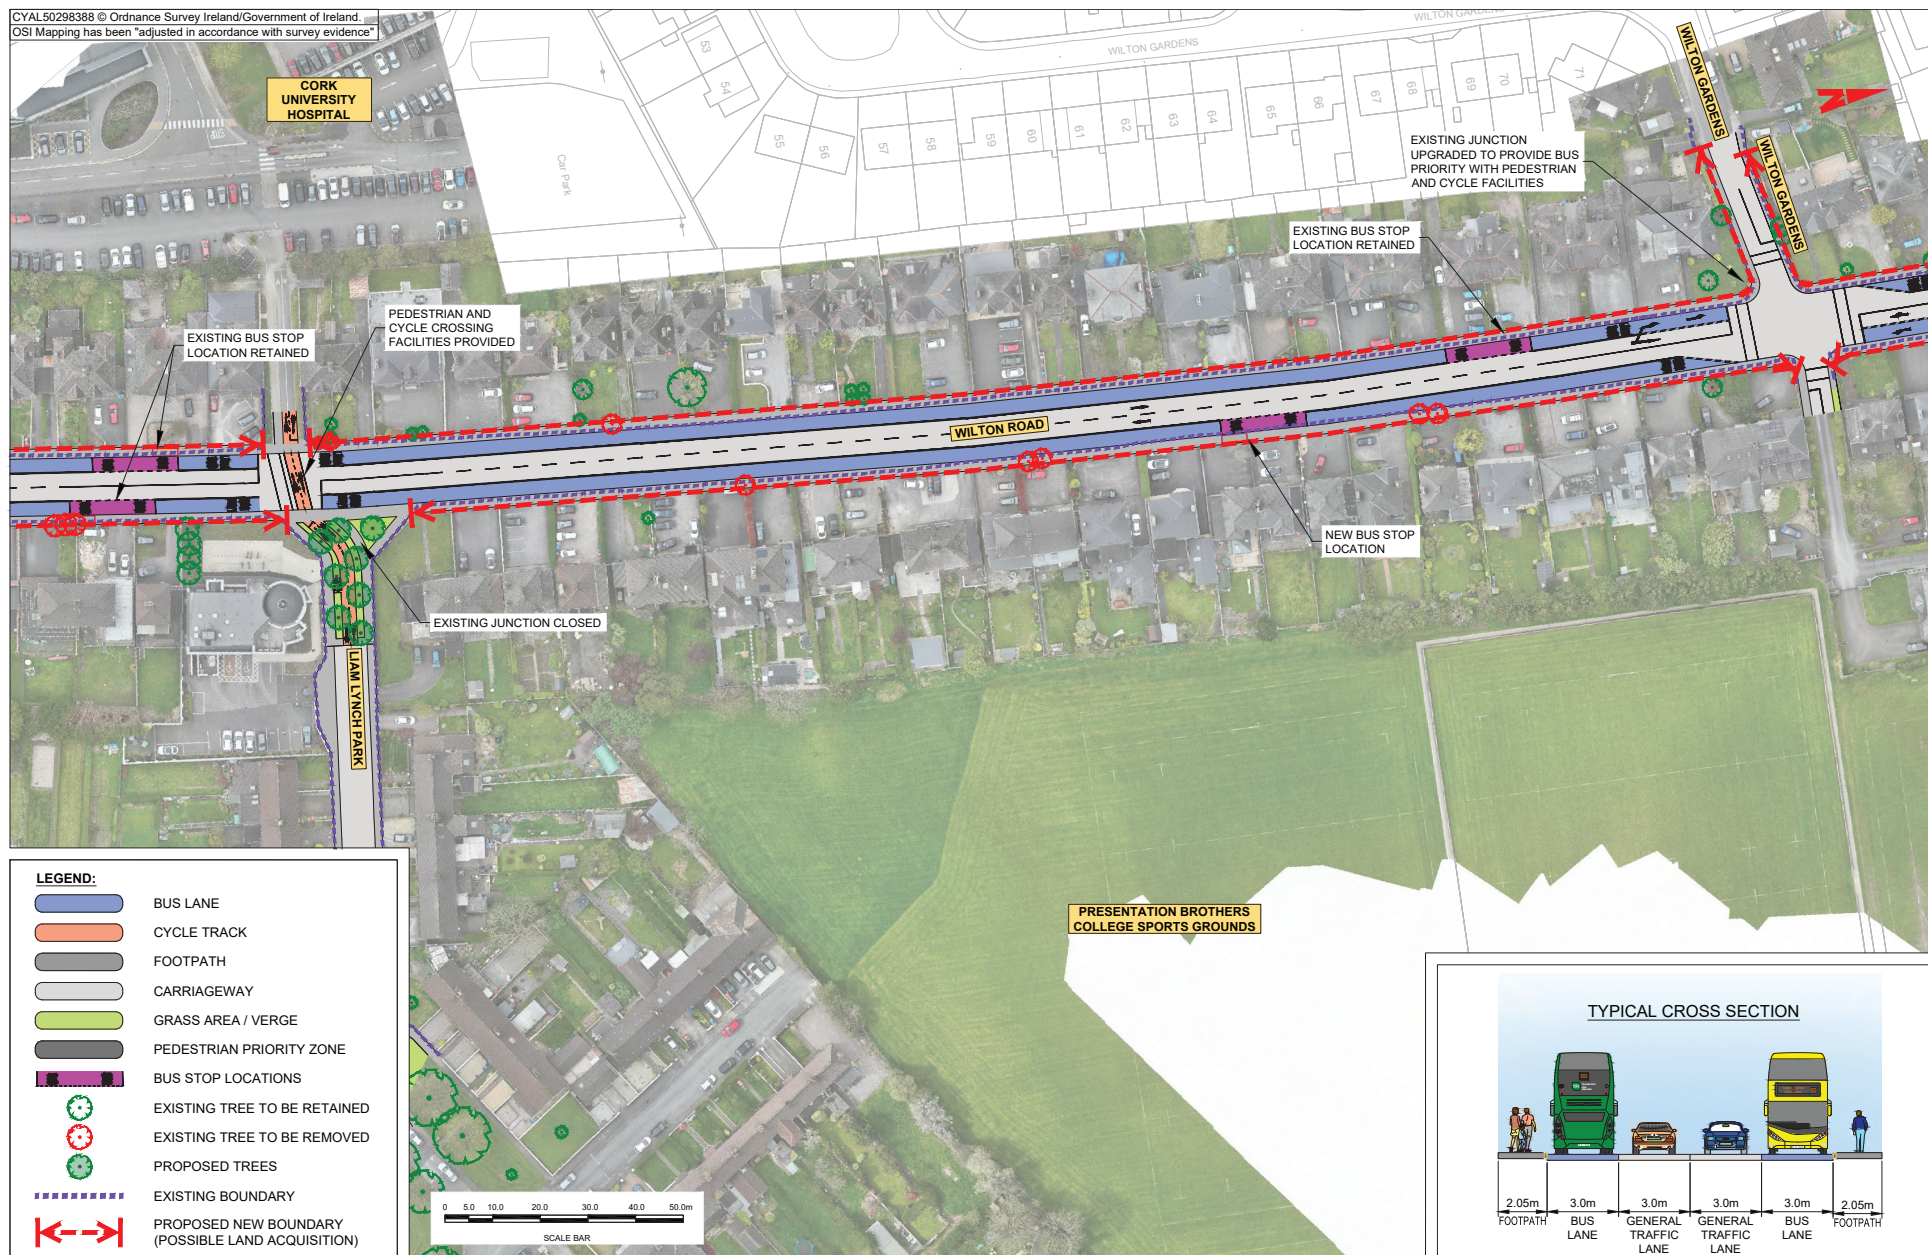 CYAL50298388 © Ordnance Survey Ireland/Government of Ireland.
OSI Mapping has been "adjusted in accordance with survey evidence"
CORK
UNIVERSITY
HOSPITAL
Car Park
53
54
55
56
57
58
59
60
61
62
63
64
65
66
67
68
69
70
71
WILTON GARDENS
WILTON GARDENS
WILTON GARDENS
WILTON GARDENS
N
EXISTING JUNCTION
UPGRADED TO PROVIDE BUS
PRIORITY WITH PEDESTRIAN
AND CYCLE FACILITIES
EXISTING BUS STOP
LOCATION RETAINED
PEDESTRIAN AND
CYCLE CROSSING
FACILITIES PROVIDED
EXISTING BUS STOP
LOCATION RETAINED
WILTON ROAD
NEW BUS STOP
LOCATION
EXISTING JUNCTION CLOSED
LIAM LYNCH PARK
PRESENTATION BROTHERS
COLLEGE SPORTS GROUNDS
LEGEND:
BUS LANE
CYCLE TRACK
FOOTPATH
CARRIAGEWAY
GRASS AREA / VERGE
PEDESTRIAN PRIORITY ZONE
BUS STOP LOCATIONS
EXISTING TREE TO BE RETAINED
EXISTING TREE TO BE REMOVED
PROPOSED TREES
EXISTING BOUNDARY
PROPOSED NEW BOUNDARY
(POSSIBLE LAND ACQUISITION)
0 5.0 10.0 20.0 30.0 40.0 50.0m
SCALE BAR
TYPICAL CROSS SECTION
2.05m 3.0m 3.0m 3.0m 3.0m 2.05m
FOOTPATH BUS GENERAL GENERAL BUS FOOTPATH
LANE TRAFFIC TRAFFIC LANE
LANE LANE